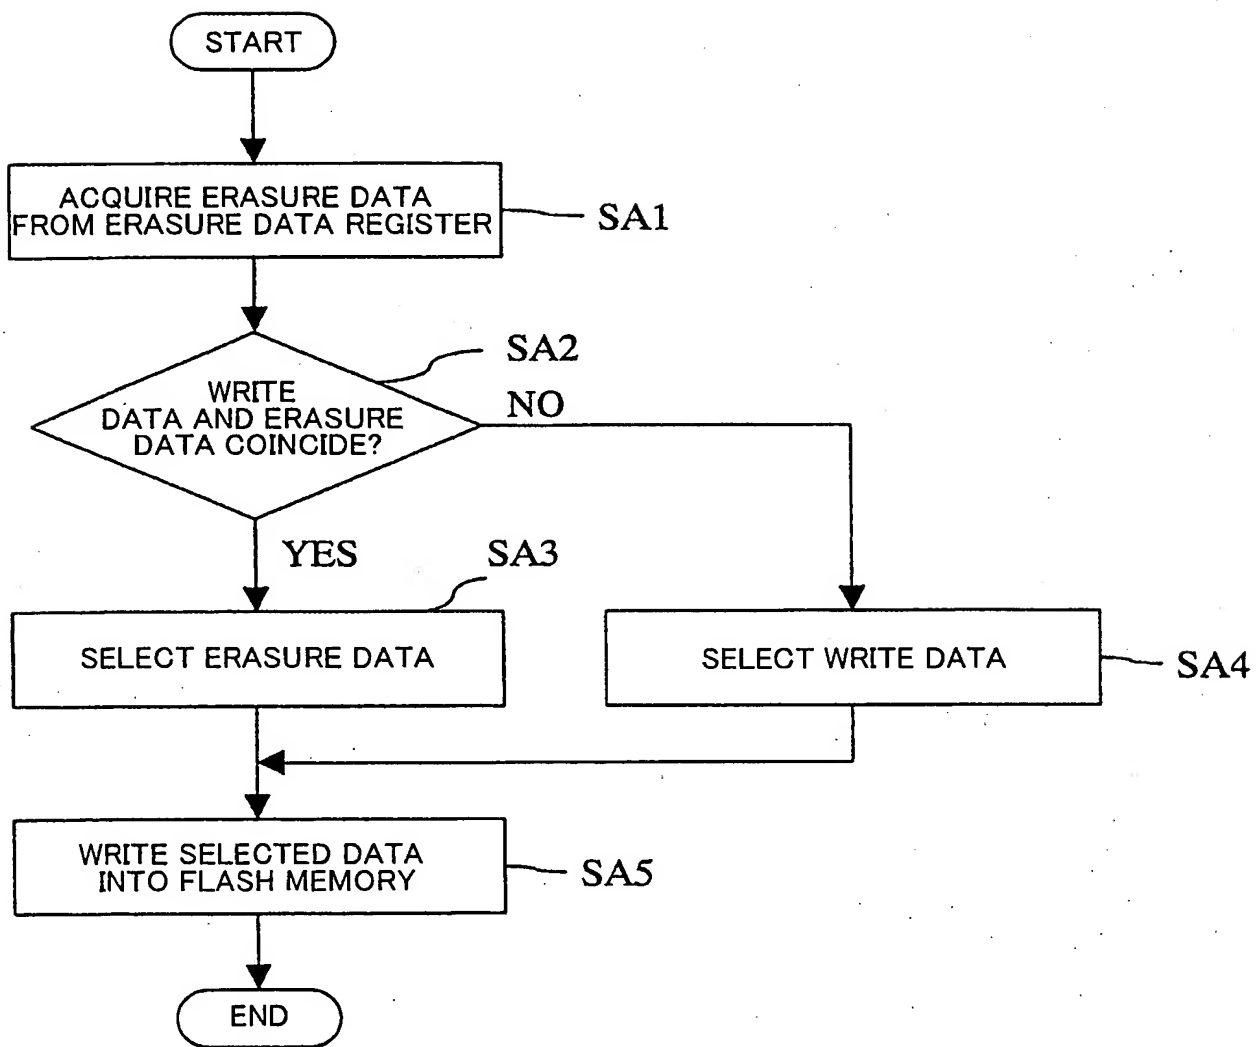 START
ACQUIRE ERASURE DATA
FROM ERASURE DATA REGISTER
SA1
SA2
WRITE
DATA AND ERASURE
DATA COINCIDE?
NO
YES
SA3
SELECT ERASURE DATA
SELECT WRITE DATA
SA4
WRITE SELECTED DATA
INTO FLASH MEMORY
SA5
END